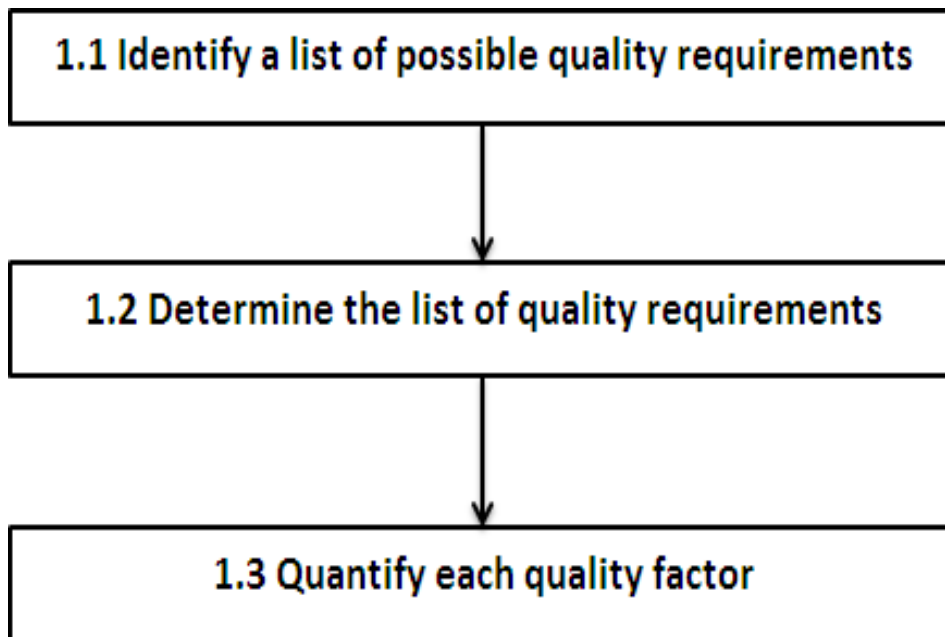 1.1 Identify a list of possible quality requirements
1.2 Determine the list of quality requirements
1.3 Quantify each quality factor